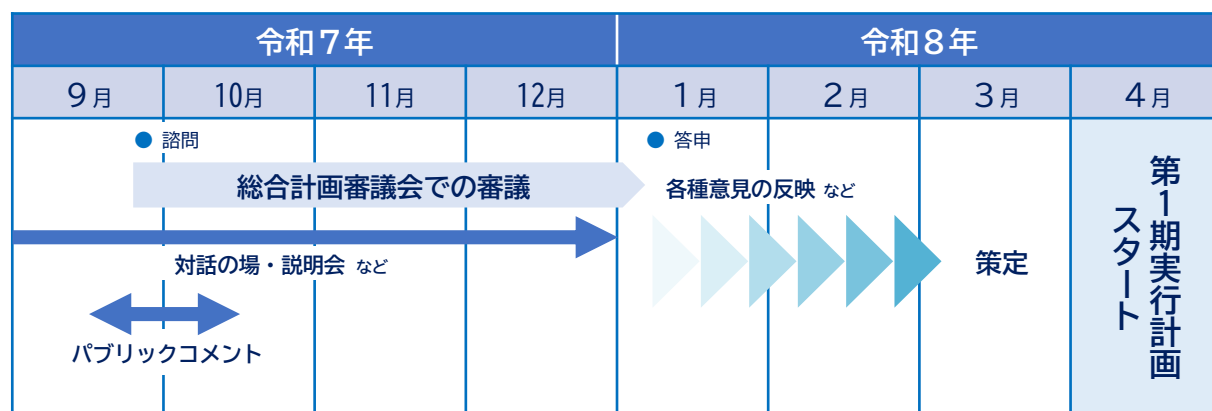 令和7年
令和8年
9月
10月
11月
12月
1月
2月
3月
4月
諮問
総合計画審議会での審議
対話の場・説明会 など
パブリックコメント
答申
各種意見の反映 など
策定
第1期実行計画
スタート